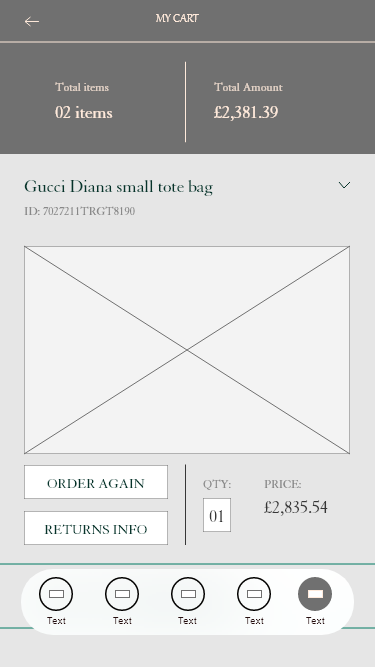 MY CART
Total items
Total Amount
02 items
£2,381.39
Gucci Diana small tote bag
ID: 7027211TRGT8190
ORDER AGAIN
QTY:
PRICE:
01
£2,835.54
RETURNS INFO
Text
Text
Text
Text
Text